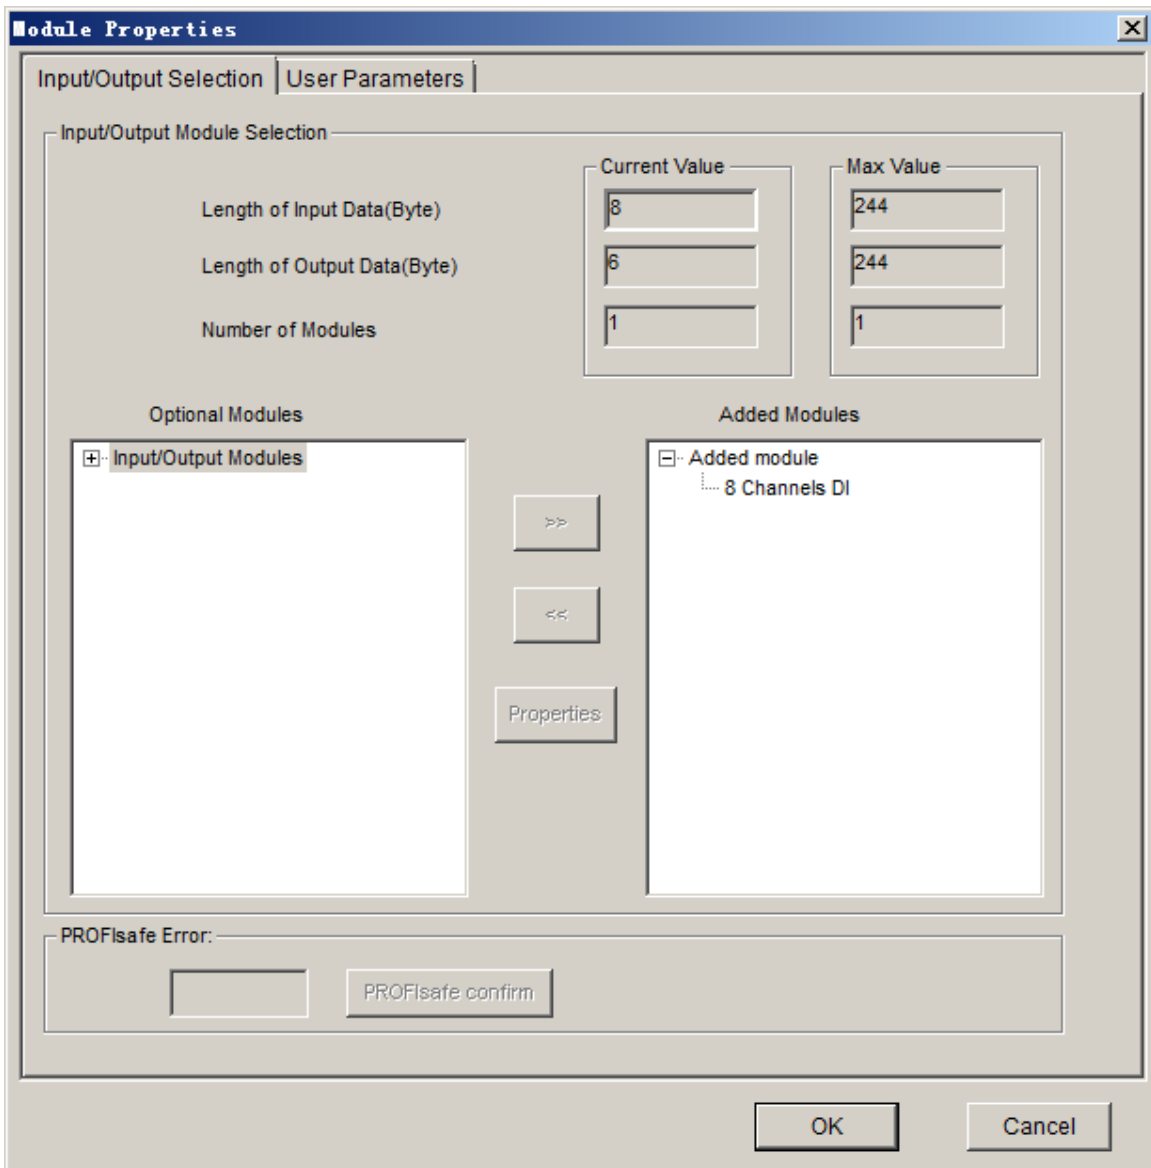 Module Properties
Input/Output Selection User Parameters
Input/Output Module Selection
Current Value Max Value
Length of Input Data(Byte) 8 244
Length of Output Data(Byte) 6 244
Number of Modules 1 1
Optional Modules Added Modules
Input/Output Modules Added module
8 Channels DI
>>
<<
Properties
PROFIsafe Error:
PROFIsafe confirm
OK Cancel